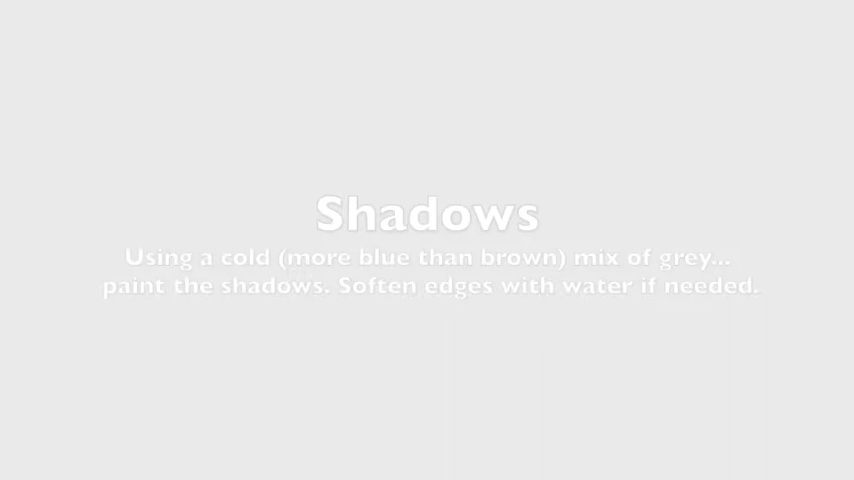 Shadows
Using a cold (more blue than brown) mix of grey...
paint the shadows. Soften edges with water if needed.